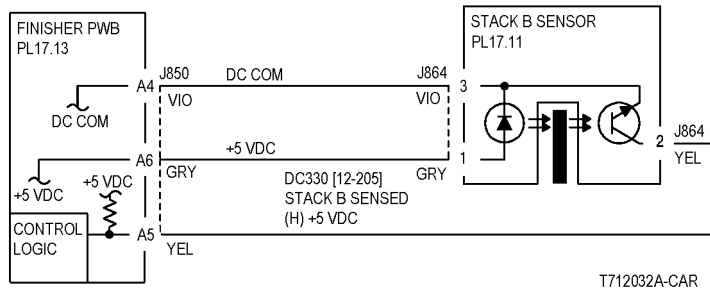 FINISHER PWB
PL17.13
STACK B SENSOR
PL17.11
A4
J850
DC COM
J864
3
VIO
VIO
DC COM
2
J864
YEL
A6
+5 VDC
1
GRY
GRY
+5 VDC
+5 VDC
DC330 [12-205]
STACK B SENSED
(H) +5 VDC
CONTROL
LOGIC
A5
YEL
T712032A-CAR